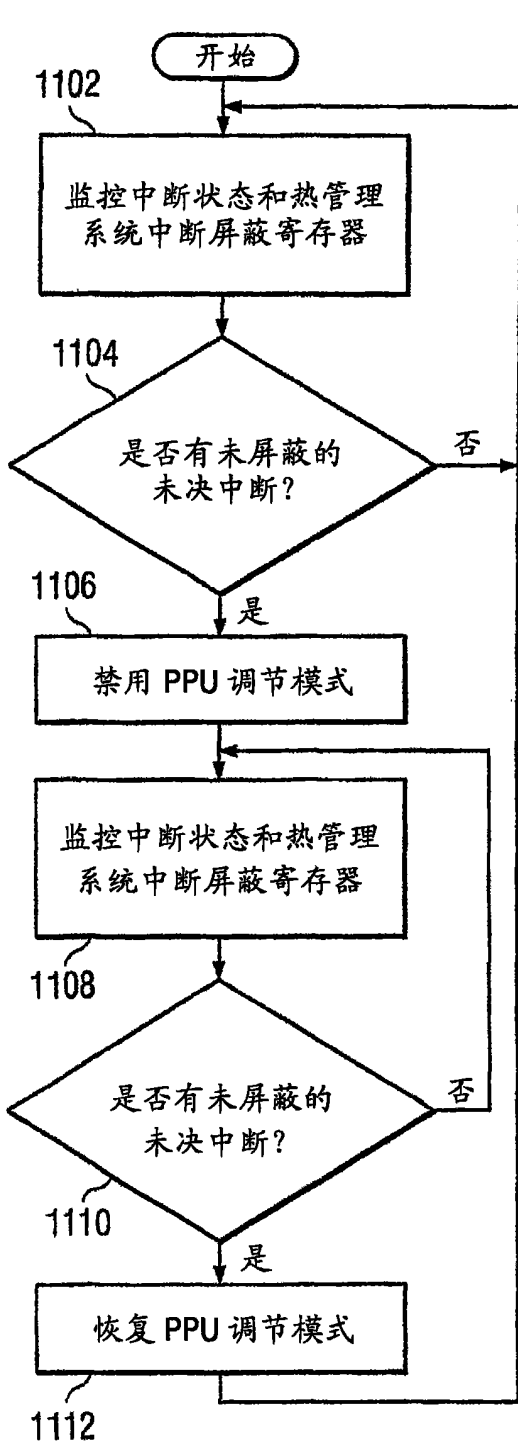 开始
1102
监控中断状态和热管理
系统中断屏蔽寄存器
1104
是否有未屏蔽的
未决中断?
否
是
1106
禁用 PPU 调节模式
监控中断状态和热管理
系统中断屏蔽寄存器
1108
是否有未屏蔽的
未决中断?
否
1110
是
恢复 PPU 调节模式
1112